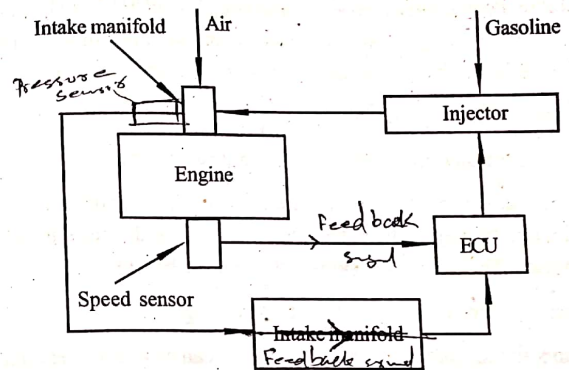 Intake manifold
Air
Gasoline
Pressure
sensor
Injector
Engine
Feedback
signal
ECU
Speed sensor
Intake manifold
Feedback signal